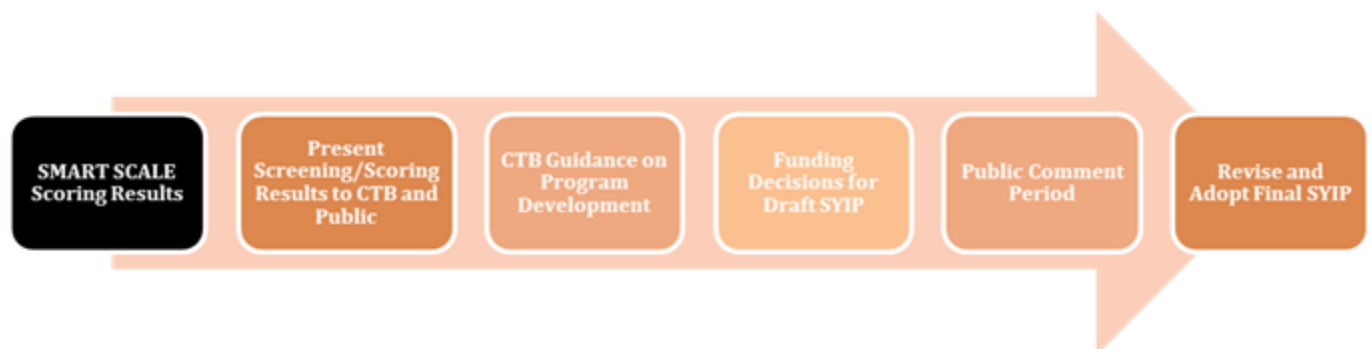 SMART SCALE
Scoring Results
Present
Screening/Scoring
Results to CTB and
Public
CTB Guidance on
Program
Development
Funding
Decisions for
Draft SYIP
Public Comment
Period
Revise and
Adopt Final SYIP